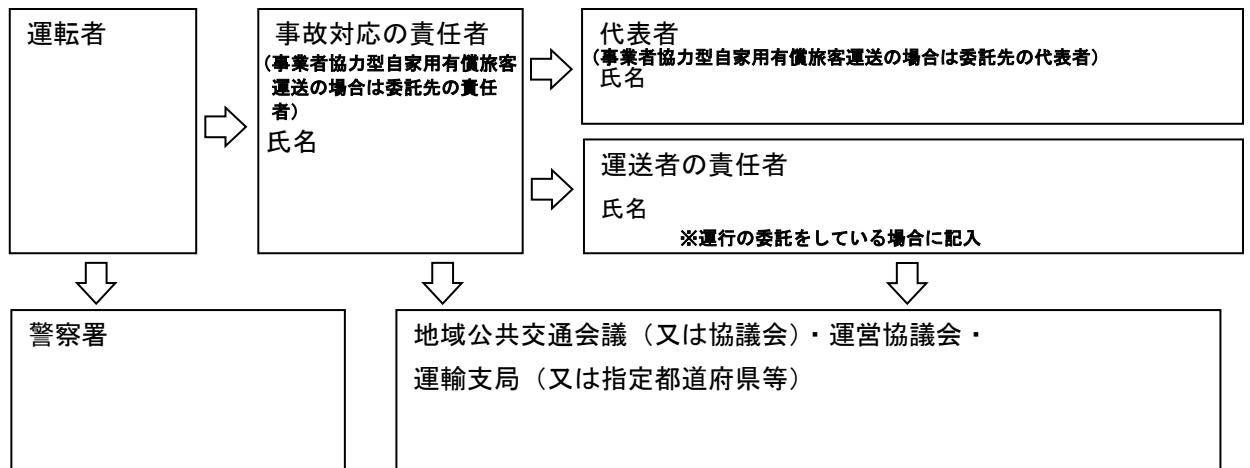 運転者
事故対応の責任者
(事業者協力型自家用有償旅客
運送の場合は委託先の責任
者)
氏名
代表者
(事業者協力型自家用有償旅客運送の場合は委託先の代表者)
氏名
運送者の責任者
氏名
※運行の委託をしている場合に記入
警察署
地域公共交通会議（又は協議会）・運営協議会・
運輸支局（又は指定都道府県等）